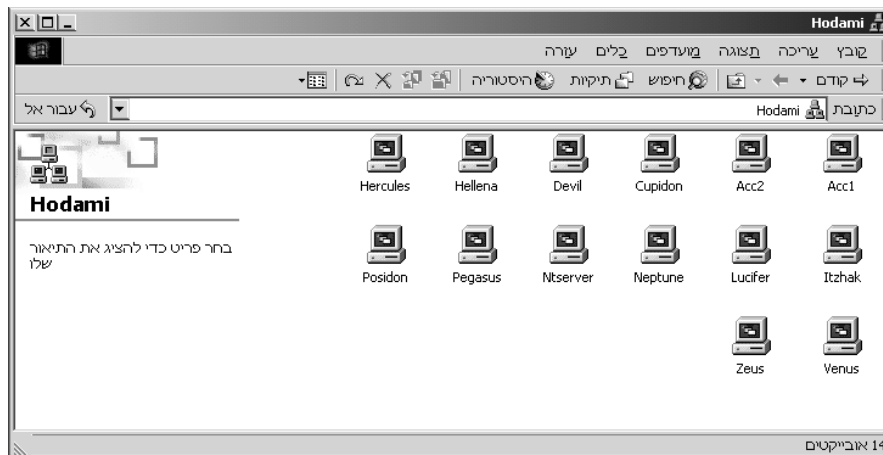 Hodami
קובץ עריכה תצוגה מועדפים כלים עזרה
קודם חיפוש תיקיות היסטוריה
כתובת Hodami עבור אל
Acc1 Acc2 Cupidon Devil Hellena Hercules
Itzhak Lucifer Neptune Ntserver Pegasus Posidon
Venus Zeus
Hodami
בחר פריט כדי להציג את התיאור
שלו
14 אובייקטים